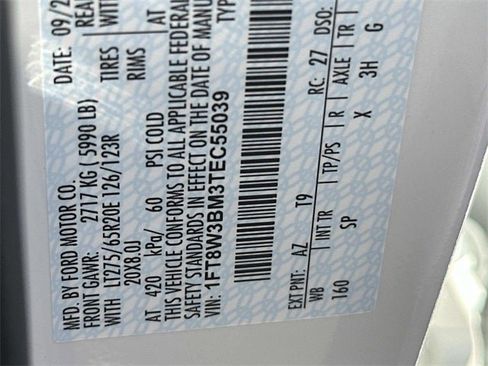 MFD. BY FORD MOTOR CO.
DATE: 09/2
FRONT GAWR: 2717 KG ( 5990 LB)
REAR
WITH LT275/65R20E 126/123R
TIRES
WITH
20X8.0J
RIMS
AT 420 kPa/ 60 PSI COLD
AT
THIS VEHICLE CONFORMS TO ALL APPLICABLE FEDERAL
SAFETY STANDARDS IN EFFECT ON THE DATE OF MANU
VIN: 1FT8W3BM3TEC55039
TYP
EXT PNT: AZ T9
RC: 27 DSO:
WB | INT TR | TP/PS | R | AXLE | TR |
160 SP X 3H G